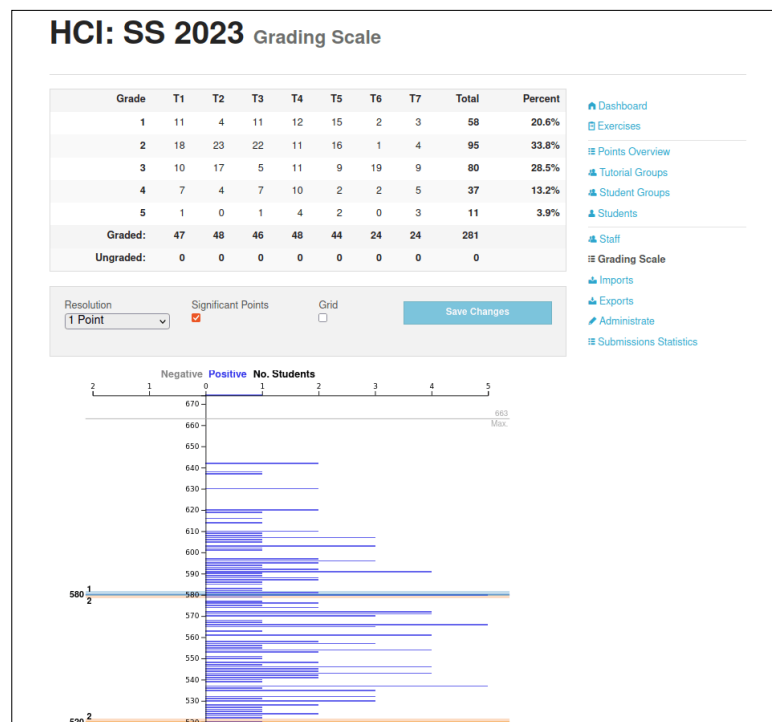 HCI: SS 2023 Grading Scale
Grade T1 T2 T3 T4 T5 T6 T7 Total Percent
1 11 4 11 12 15 2 3 58 20.6%
2 18 23 22 11 16 1 4 95 33.8%
3 10 17 5 11 9 19 9 80 28.5%
4 7 4 7 10 2 2 5 37 13.2%
5 1 0 1 4 2 0 3 11 3.9%
Graded: 47 48 46 48 44 24 24 281
Ungraded: 0 0 0 0 0 0 0 0
Dashboard
Exercises
Points Overview
Tutorial Groups
Student Groups
Students
Staff
Grading Scale
Imports
Exports
Administrate
Submissions Statistics
Resolution Significant Points Grid
1 Point
Save Changes
Negative Positive No. Students
2 1 0 1 2 3 4 5
670
663
660 Max.
650
640
630
620
610
600
590
1
580 580
2
570
560
550
540
530
2
520 520